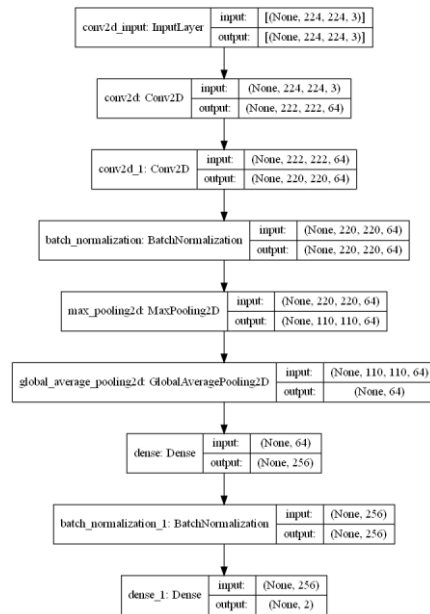 conv2d_input: InputLayer
input: [(None, 224, 224, 3)]
output: [(None, 224, 224, 3)]
conv2d: Conv2D
input: (None, 224, 224, 3)
output: (None, 222, 222, 64)
conv2d_1: Conv2D
input: (None, 222, 222, 64)
output: (None, 220, 220, 64)
batch_normalization: BatchNormalization
input: (None, 220, 220, 64)
output: (None, 220, 220, 64)
max_pooling2d: MaxPooling2D
input: (None, 220, 220, 64)
output: (None, 110, 110, 64)
global_average_pooling2d: GlobalAveragePooling2D
input: (None, 110, 110, 64)
output: (None, 64)
dense: Dense
input: (None, 64)
output: (None, 256)
batch_normalization_1: BatchNormalization
input: (None, 256)
output: (None, 256)
dense_1: Dense
input: (None, 256)
output: (None, 2)